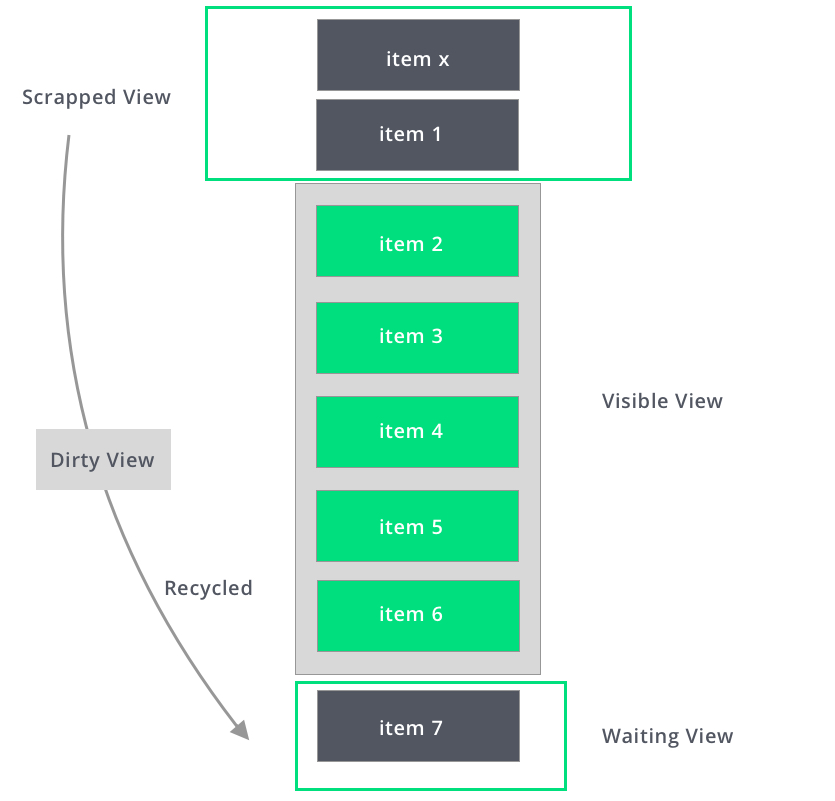 item x
Scrapped View
item 1
item 2
item 3
Visible View
item 4
Dirty View
item 5
Recycled
item 6
item 7
Waiting View